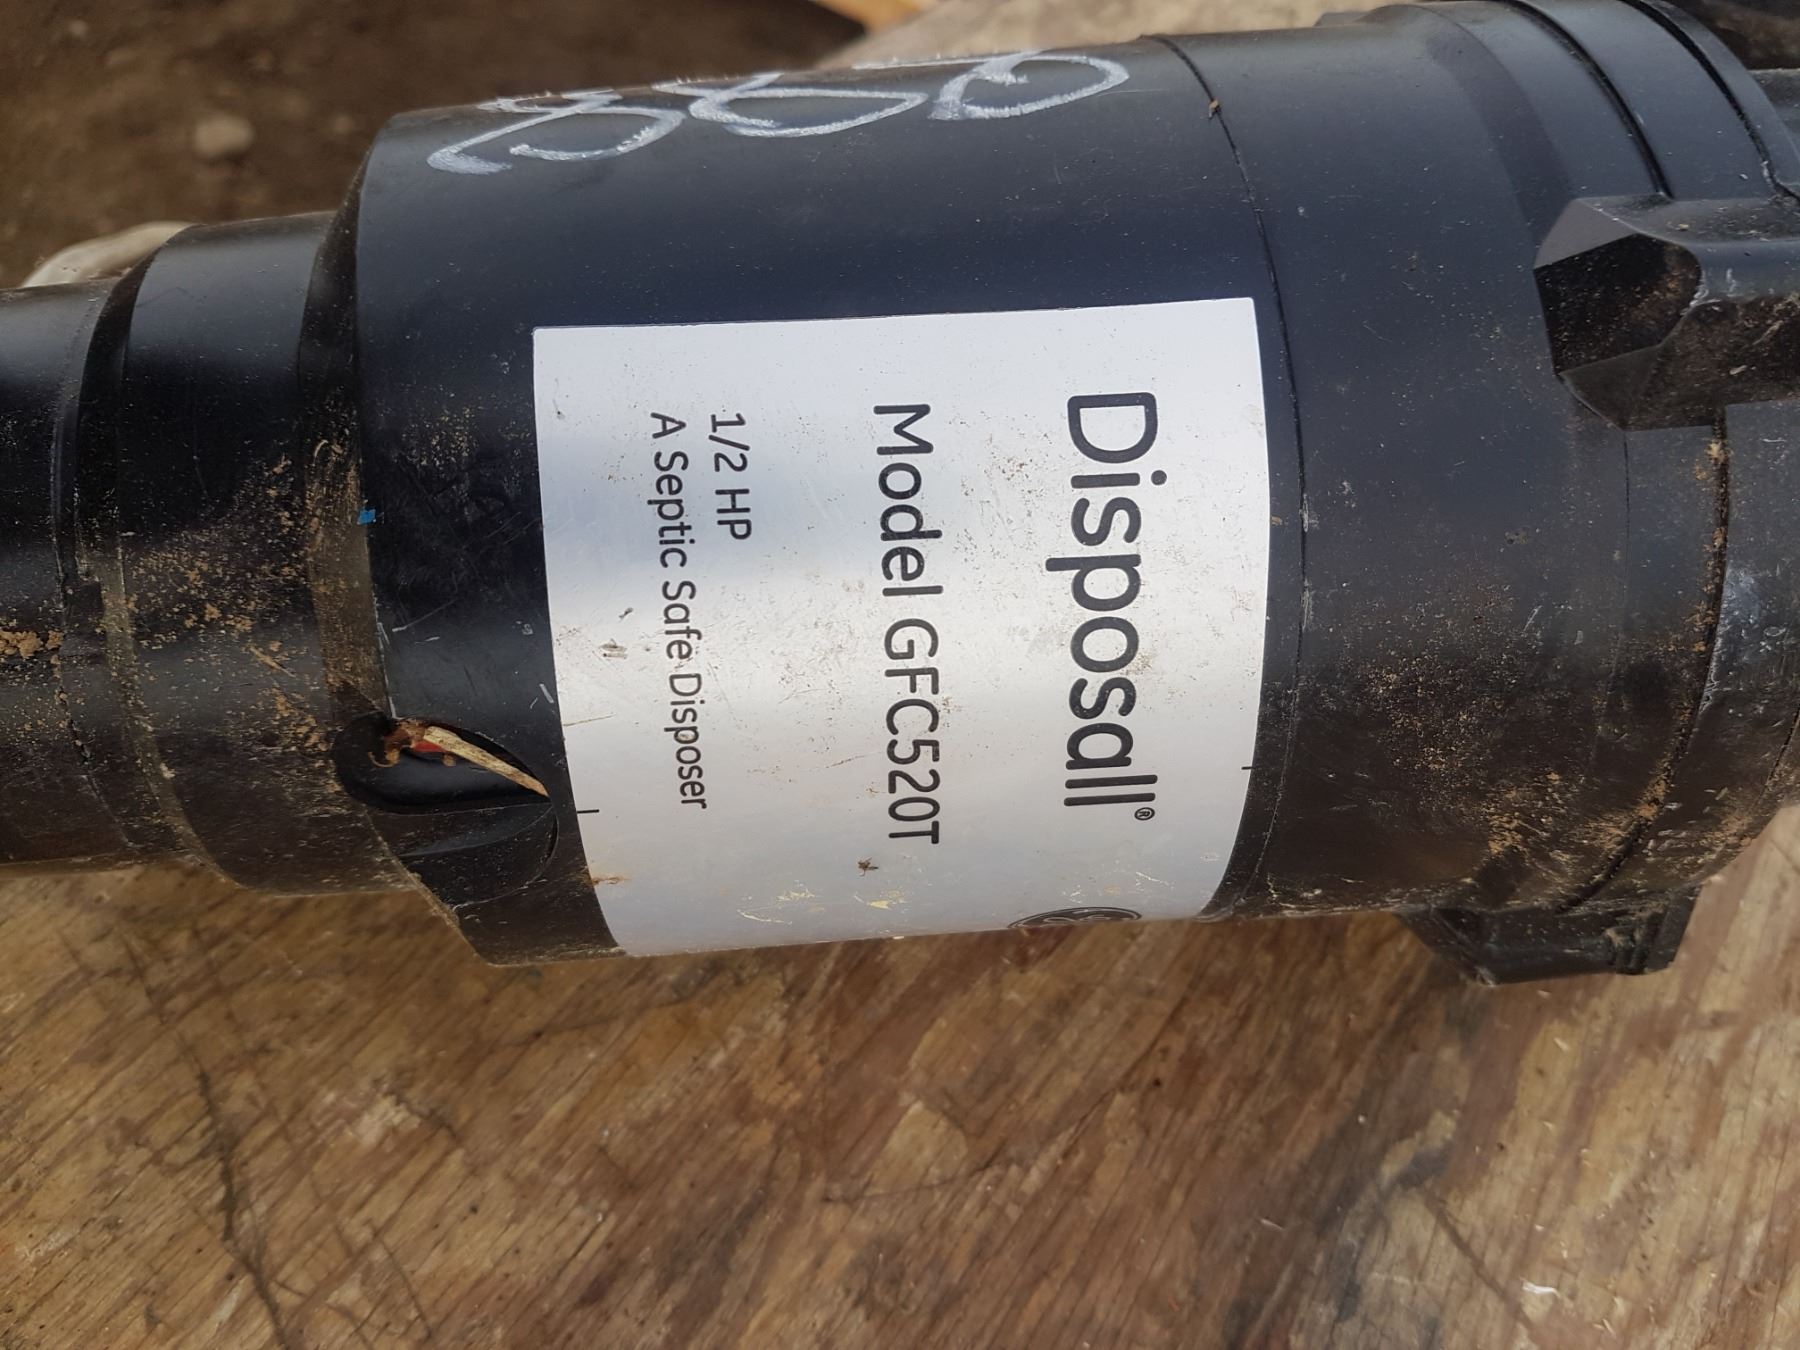 Disposall®
Model GFC520T
1/2 HP
A Septic Safe Disposer